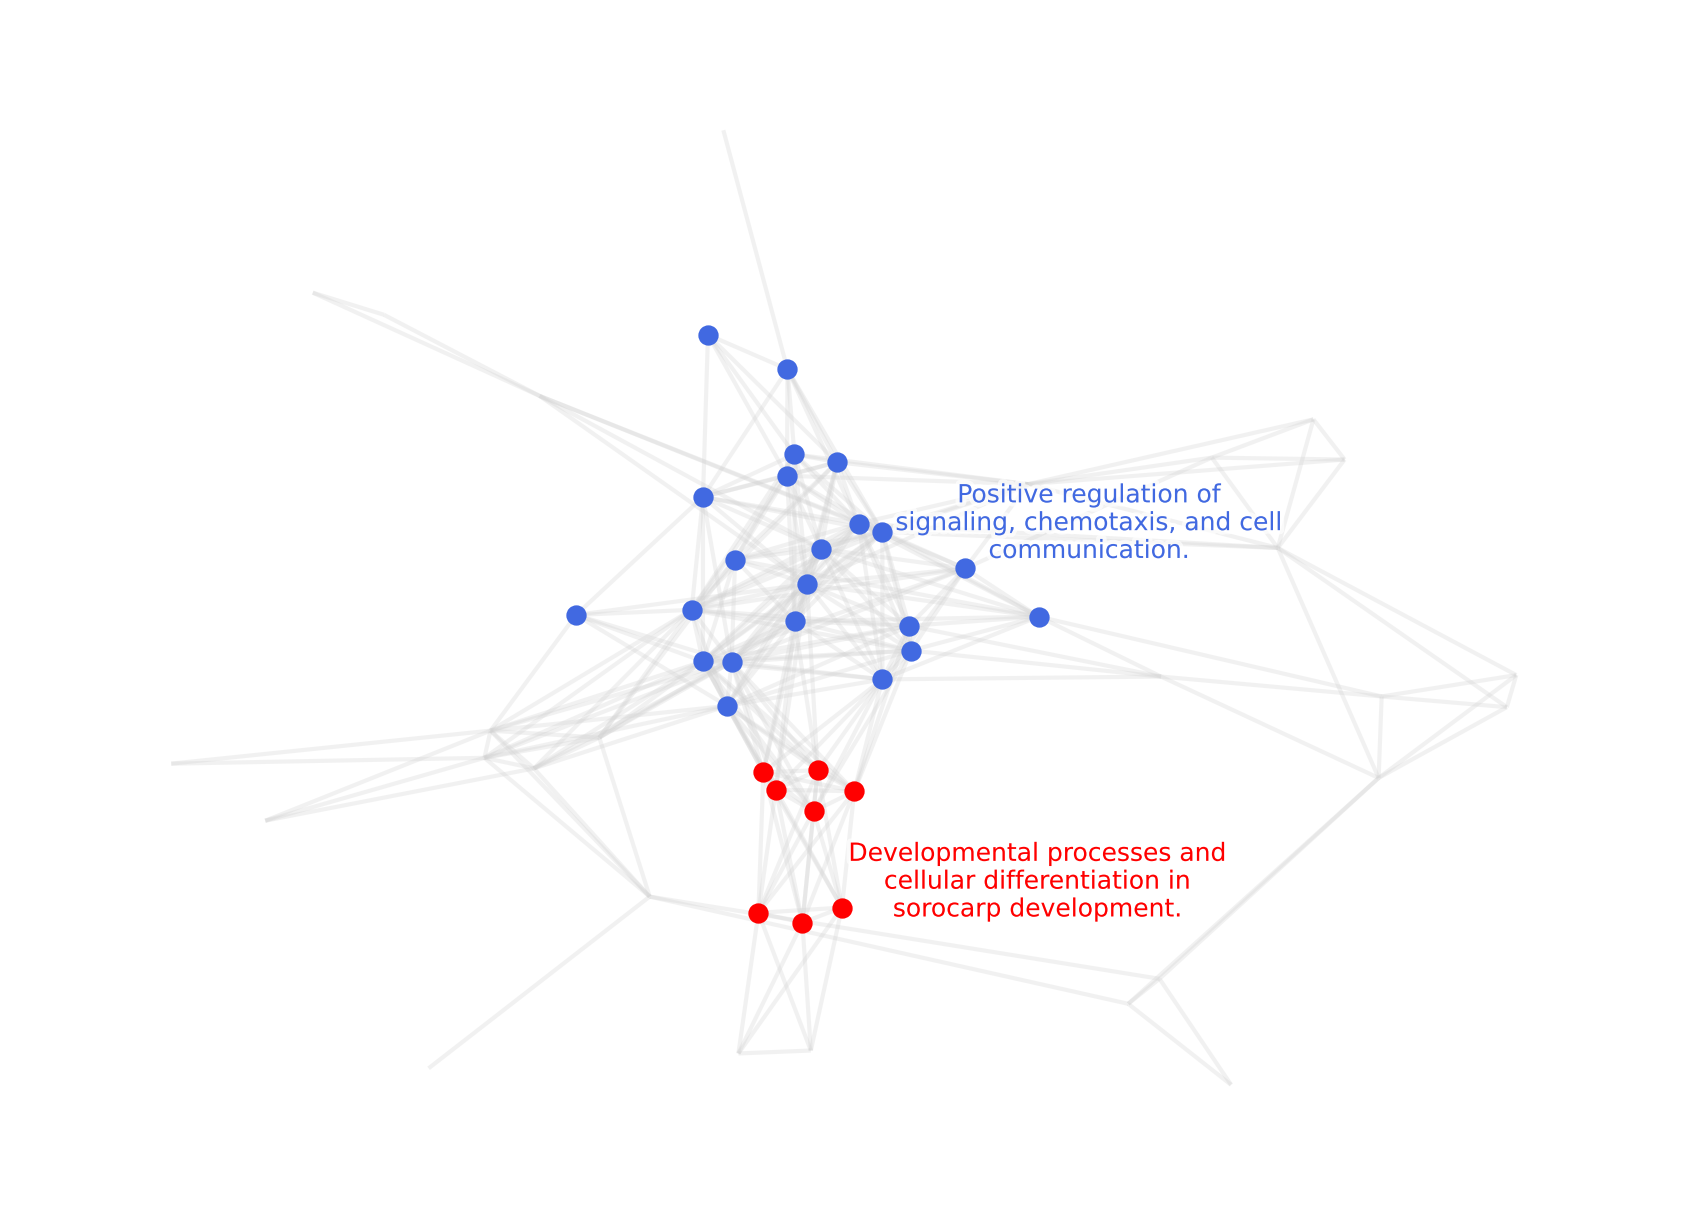 Positive regulation of
signaling, chemotaxis, and cell
communication.
Developmental processes and
cellular differentiation in
sorocarp development.